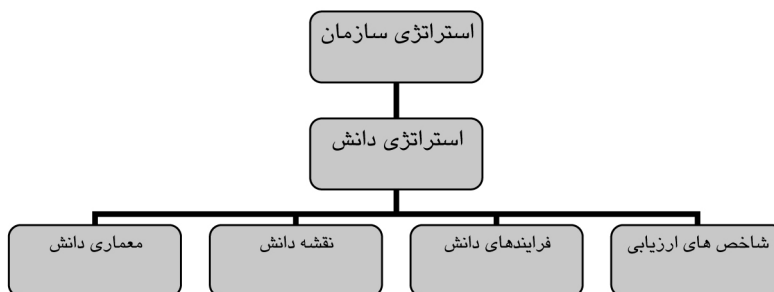 استراتژی سازمان
استراتژی دانش
شاخص های ارزیابی
فرایندهای دانش
نقشه دانش
معماری دانش